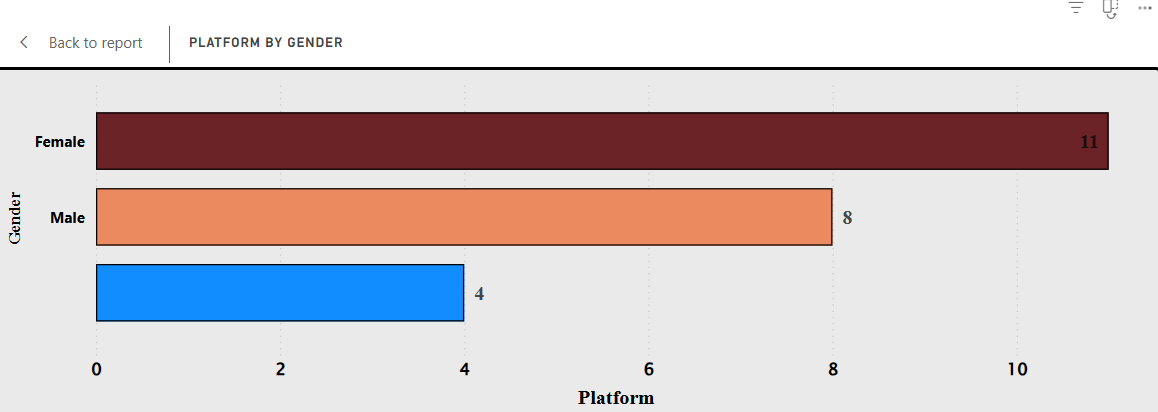 Back to report
PLATFORM BY GENDER
Female
11
Male
8
4
Gender
0 2 4 6 8 10
Platform